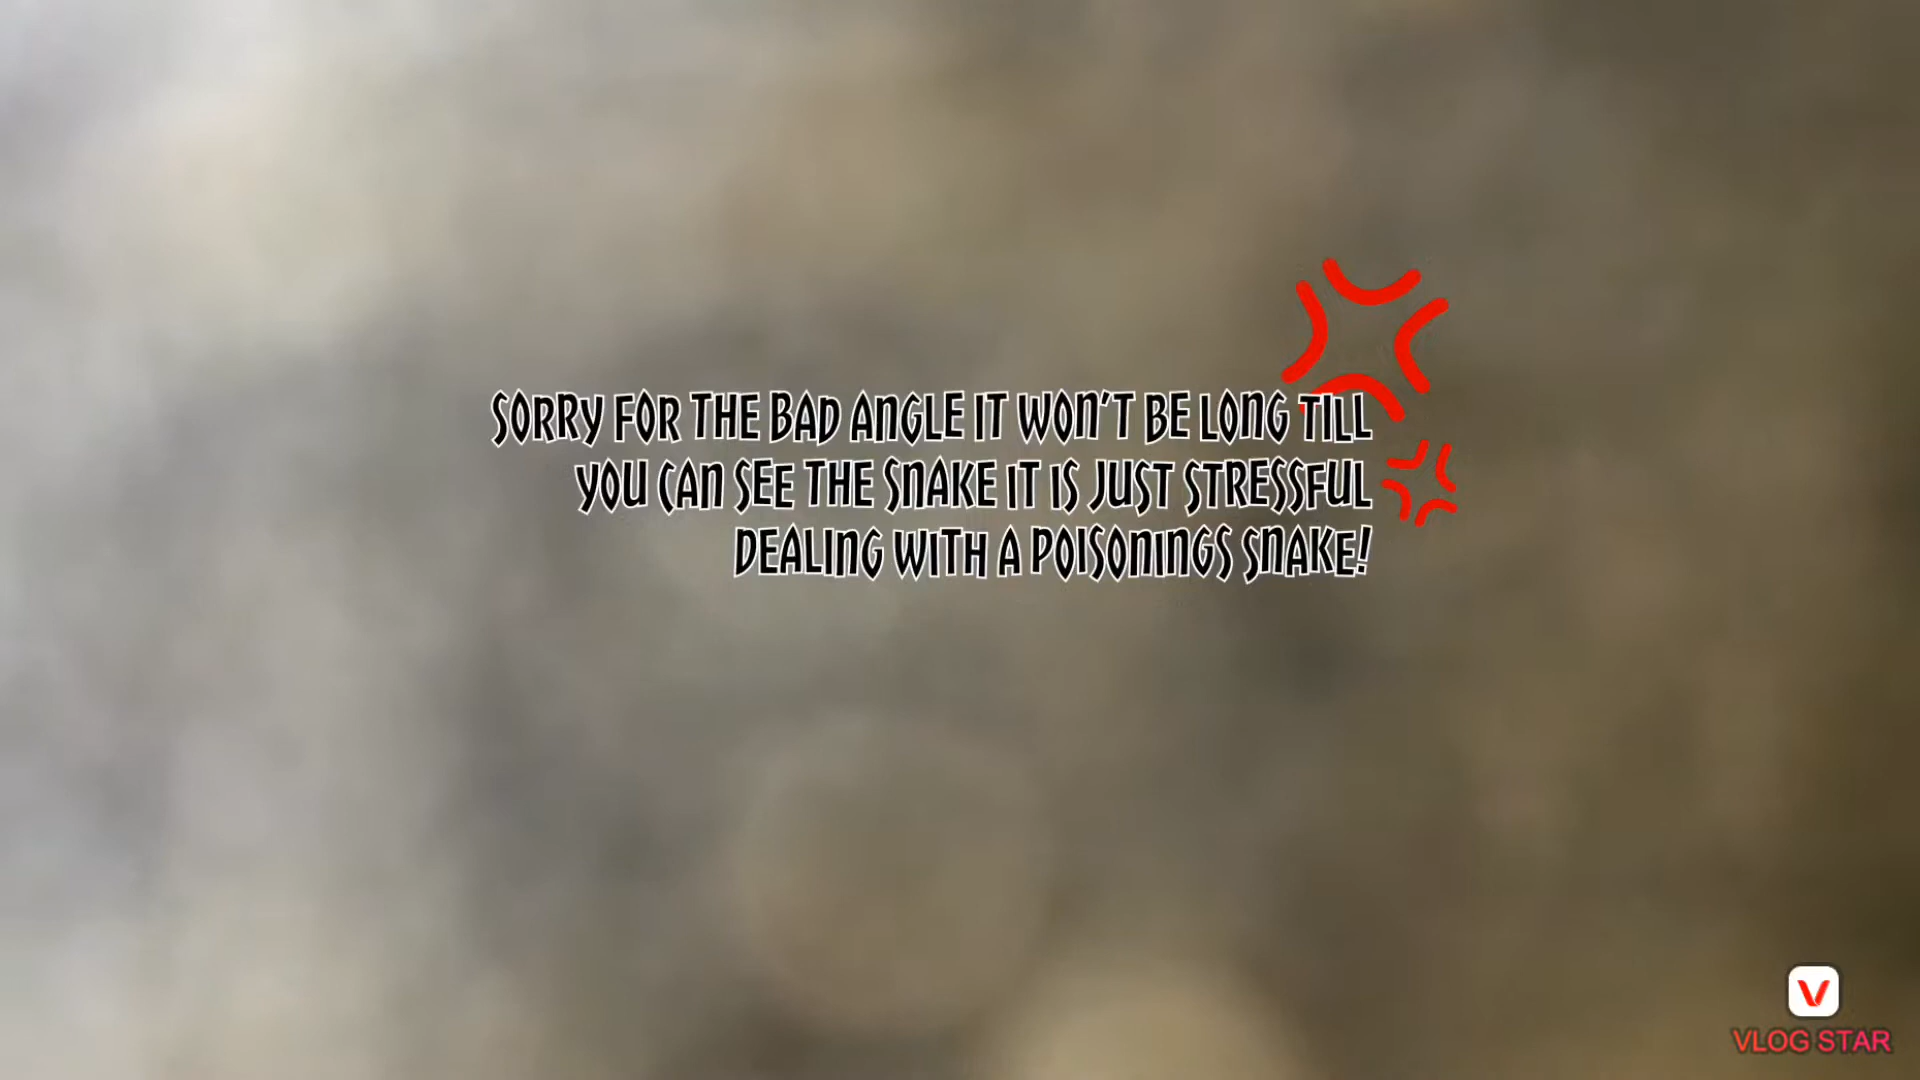 SORRY FOR THE BAD ANGLE IT WON'T BE LONG TILL
YOU CAN SEE THE SNAKE IT IS JUST STRESSFUL
DEALING WITH A POISONINGS SNAKE!
V
VLOG STAR